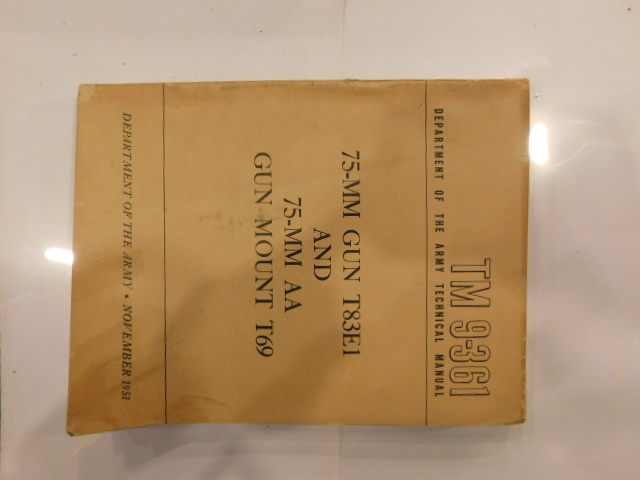 DEPARTMENT OF THE ARMY TECHNICAL MANUAL
TM 9-361
75-MM GUN T83E1
AND
75-MM AA
GUN MOUNT T69
DEPARTMENT OF THE ARMY • NOVEMBER 1951